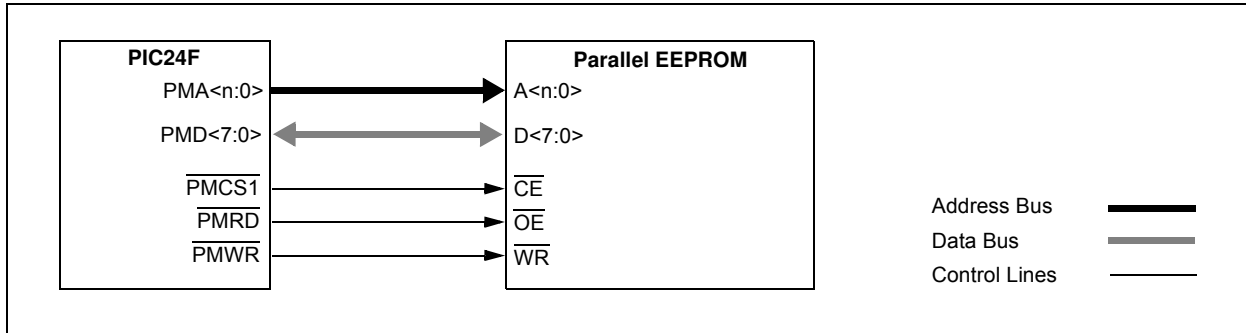 PIC24F
PMA<n:0>
PMD<7:0>
PMCS1
PMRD
PMWR
Parallel EEPROM
A<n:0>
D<7:0>
CE
OE
WR
Address Bus
Data Bus
Control Lines